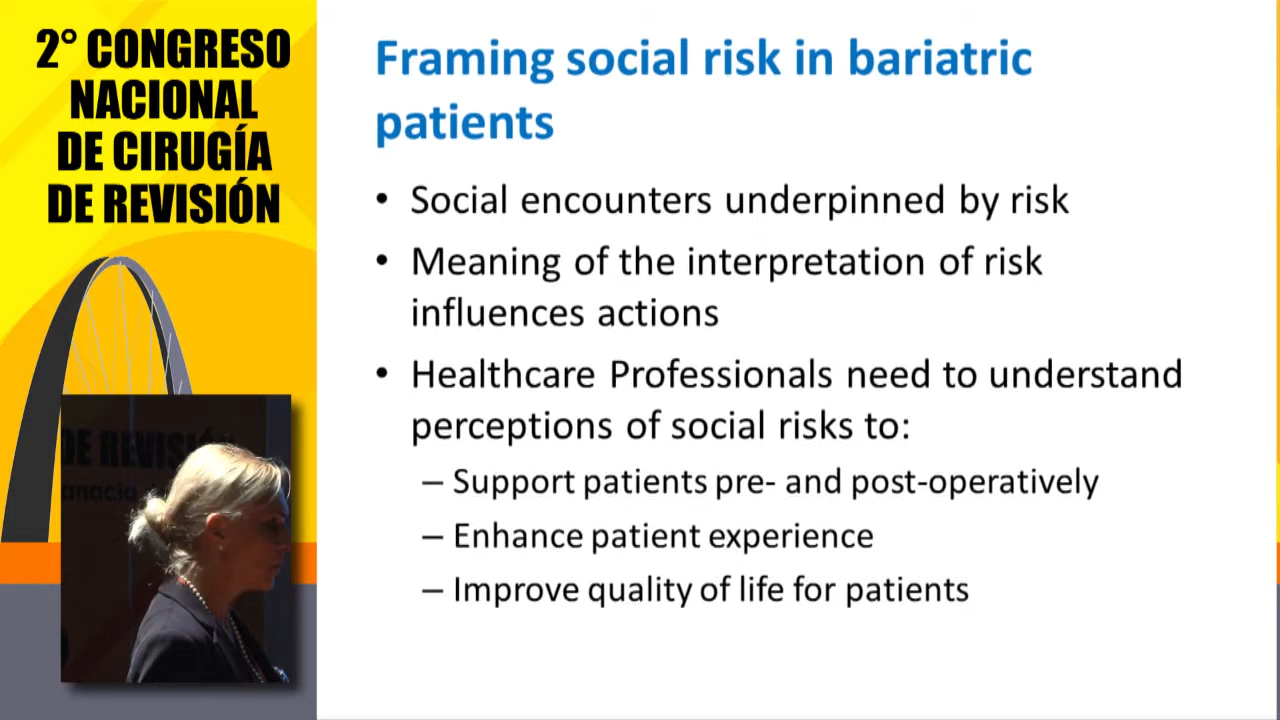 2° CONGRESO
NACIONAL
DE CIRUGÍA
DE REVISIÓN
Framing social risk in bariatric
patients
• Social encounters underpinned by risk
• Meaning of the interpretation of risk
influences actions
• Healthcare Professionals need to understand
perceptions of social risks to:
– Support patients pre- and post-operatively
– Enhance patient experience
– Improve quality of life for patients
DE REVISIÓN